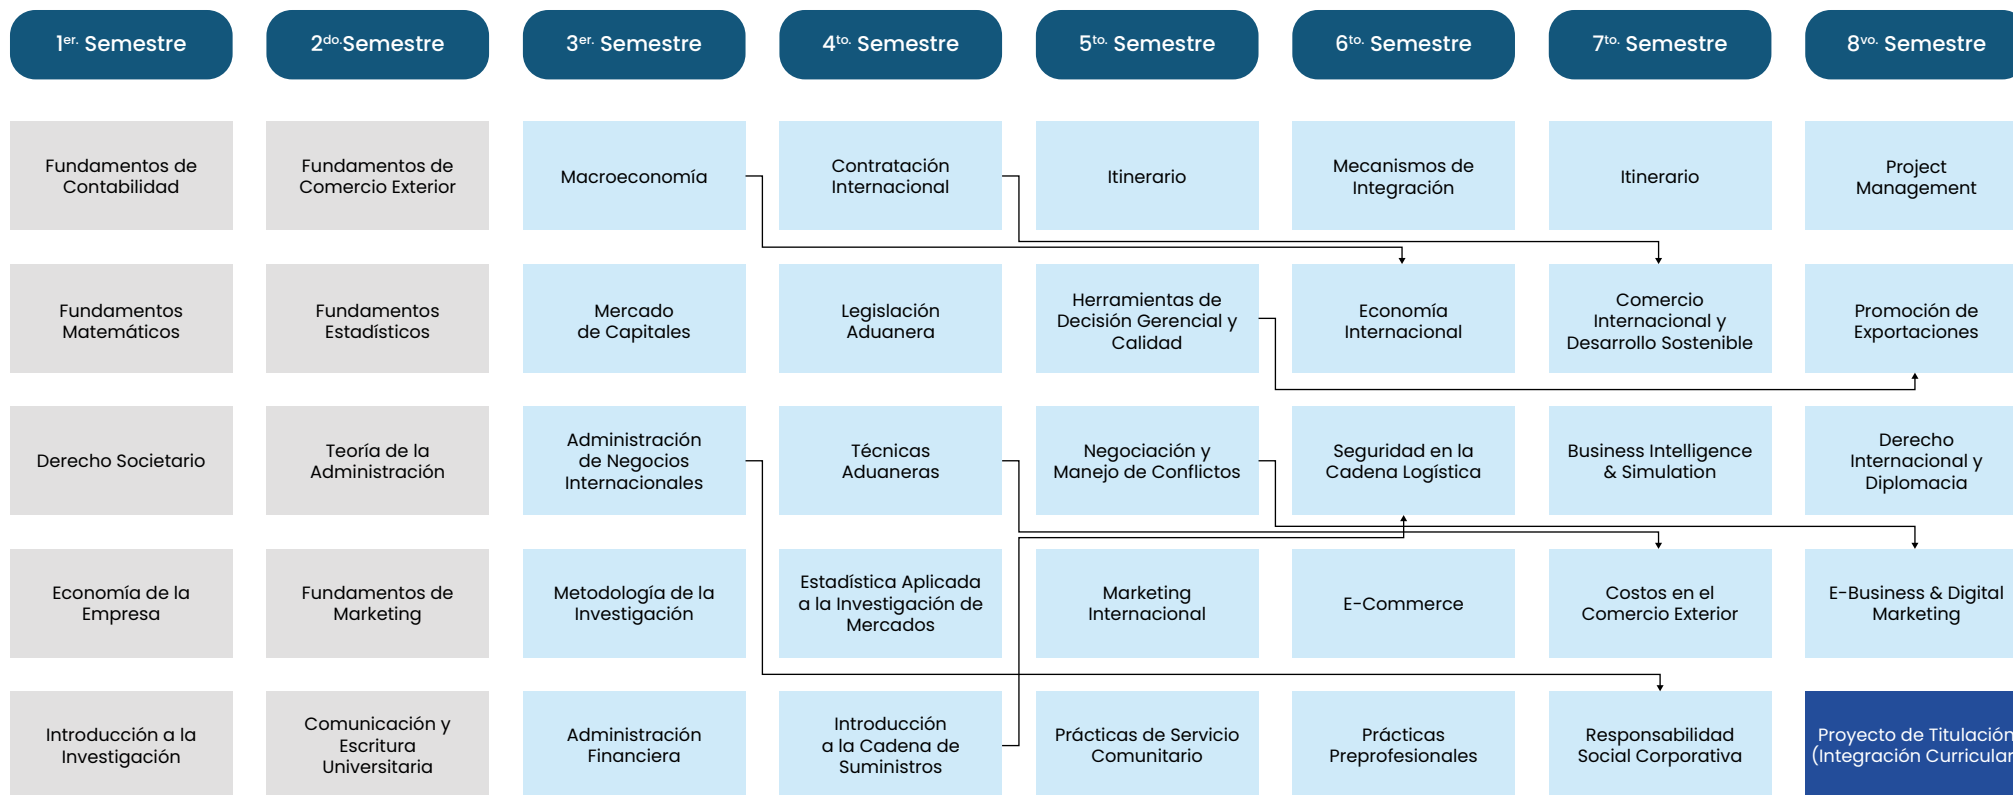 1er. Semestre
2do.Semestre
3er. Semestre
4to. Semestre
5to. Semestre
6to. Semestre
7to. Semestre
8vo. Semestre
Fundamentos de
Contabilidad
Fundamentos de
Comercio Exterior
Macroeconomía
Contratación
Internacional
Itinerario
Mecanismos de
Integración
Itinerario
Project
Management
Fundamentos
Matemáticos
Fundamentos
Estadísticos
Mercado
de Capitales
Legislación
Aduanera
Herramientas de
Decisión Gerencial y
Calidad
Economía
Internacional
Comercio
Internacional y
Desarrollo Sostenible
Promoción de
Exportaciones
Derecho Societario
Teoría de la
Administración
Administración
de Negocios
Internacionales
Técnicas
Aduaneras
Negociación y
Manejo de Conflictos
Seguridad en la
Cadena Logística
Business Intelligence
& Simulation
Derecho
Internacional y
Diplomacia
Economía de la
Empresa
Fundamentos de
Marketing
Metodología de la
Investigación
Estadística Aplicada
a la Investigación de
Mercados
Marketing
Internacional
E-Commerce
Costos en el
Comercio Exterior
E-Business & Digital
Marketing
Introducción a la
Investigación
Comunicación y
Escritura
Universitaria
Administración
Financiera
Introducción
a la Cadena de
Suministros
Prácticas de Servicio
Comunitario
Prácticas
Preprofesionales
Responsabilidad
Social Corporativa
Proyecto de Titulación
(Integración Curricular